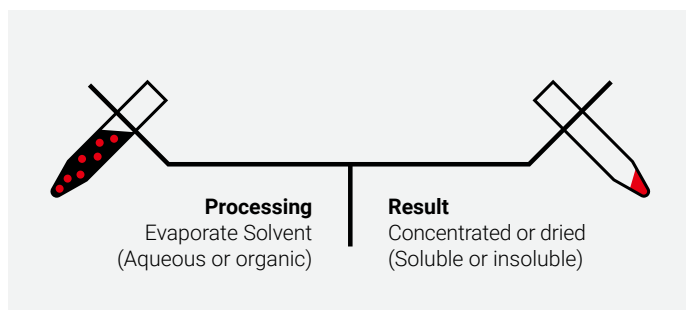 Processing
Evaporate Solvent
(Aqueous or organic)
Result
Concentrated or dried
(Soluble or insoluble)